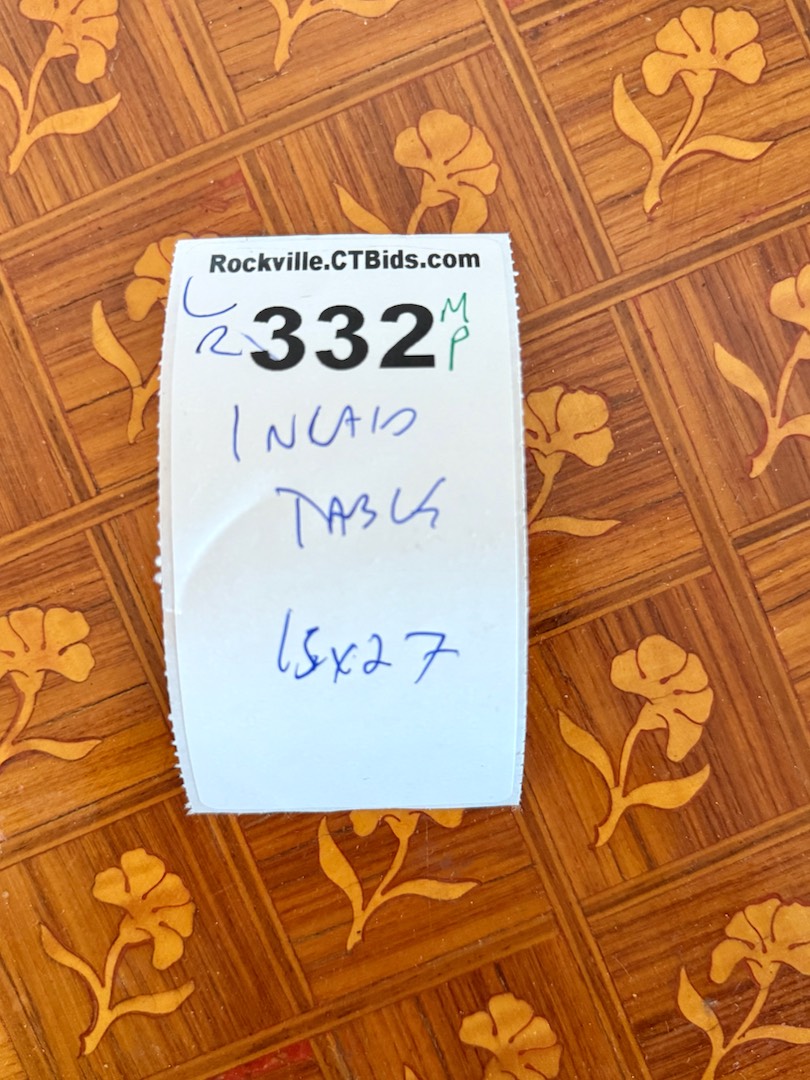 Rockville.CTBids.com
LR 332 MP
INLAID
TABLE
15x27